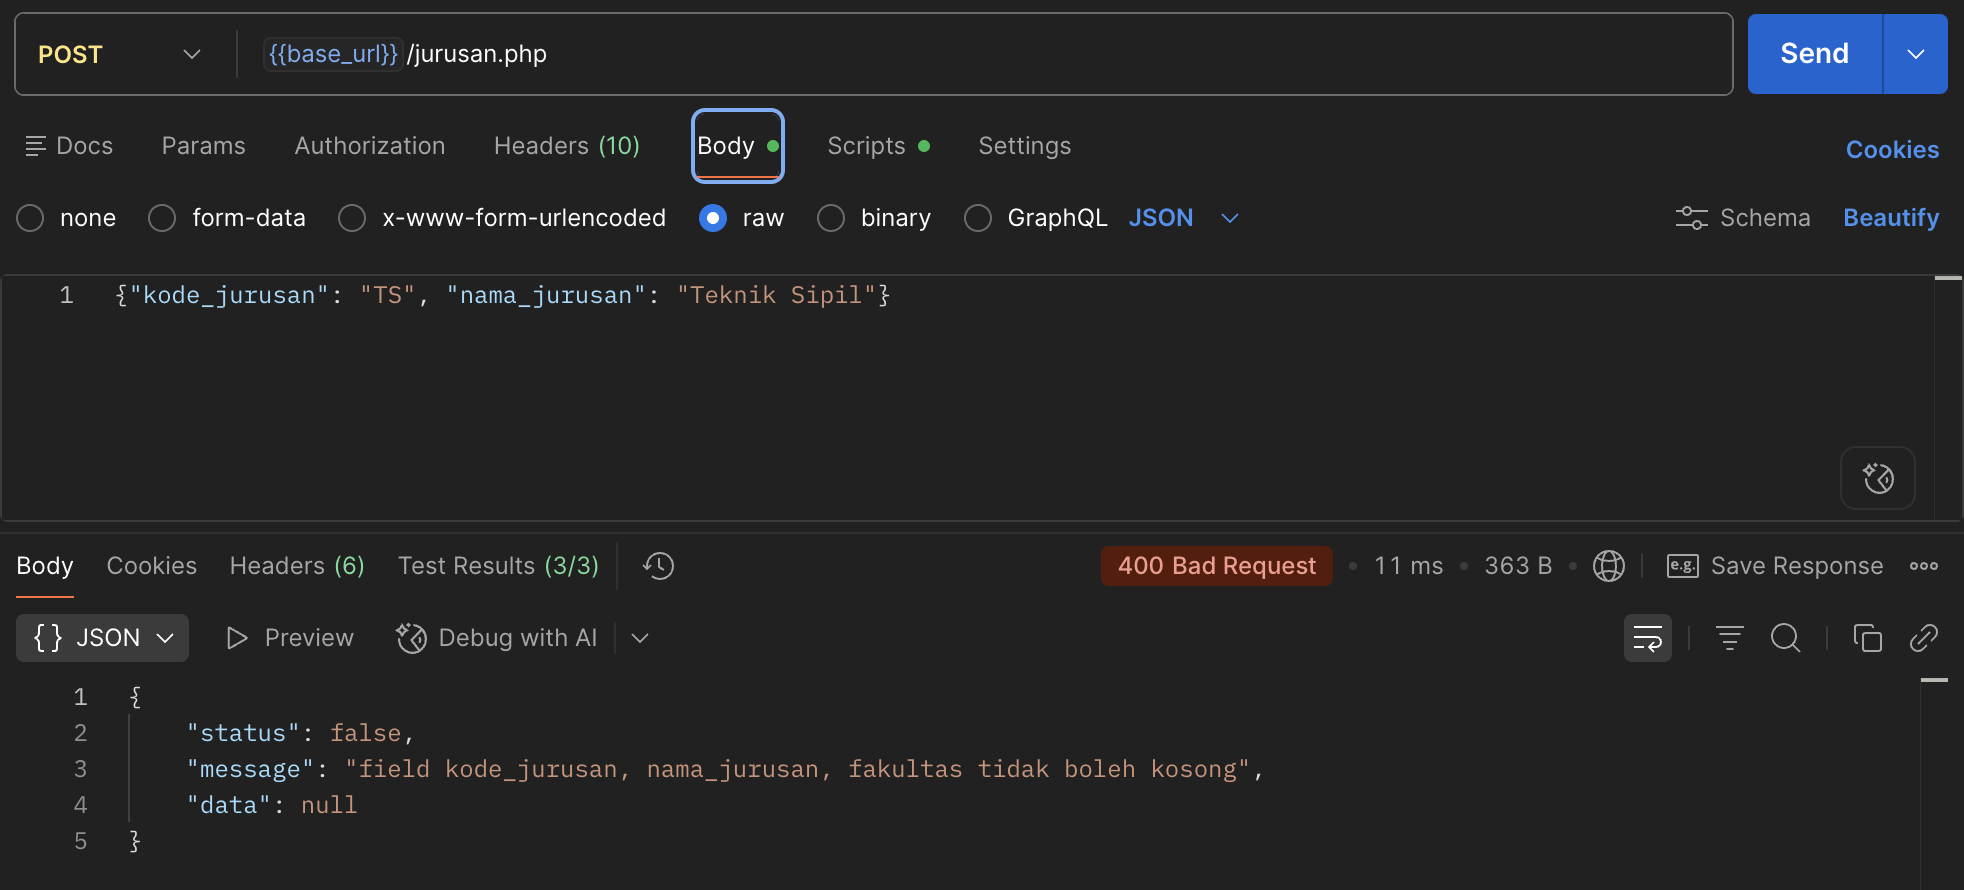 POST {{base_url}}/jurusan.php Send
Docs Params Authorization Headers (10) Body Scripts Settings Cookies
none form-data x-www-form-urlencoded raw binary GraphQL JSON Schema Beautify
1 {"kode_jurusan": "TS", "nama_jurusan": "Teknik Sipil"}
Body Cookies Headers (6) Test Results (3/3) 400 Bad Request • 11 ms • 363 B • e.g. Save Response
{} JSON Preview Debug with AI
1 {
2 "status": false,
3 "message": "field kode_jurusan, nama_jurusan, fakultas tidak boleh kosong",
4 "data": null
5 }